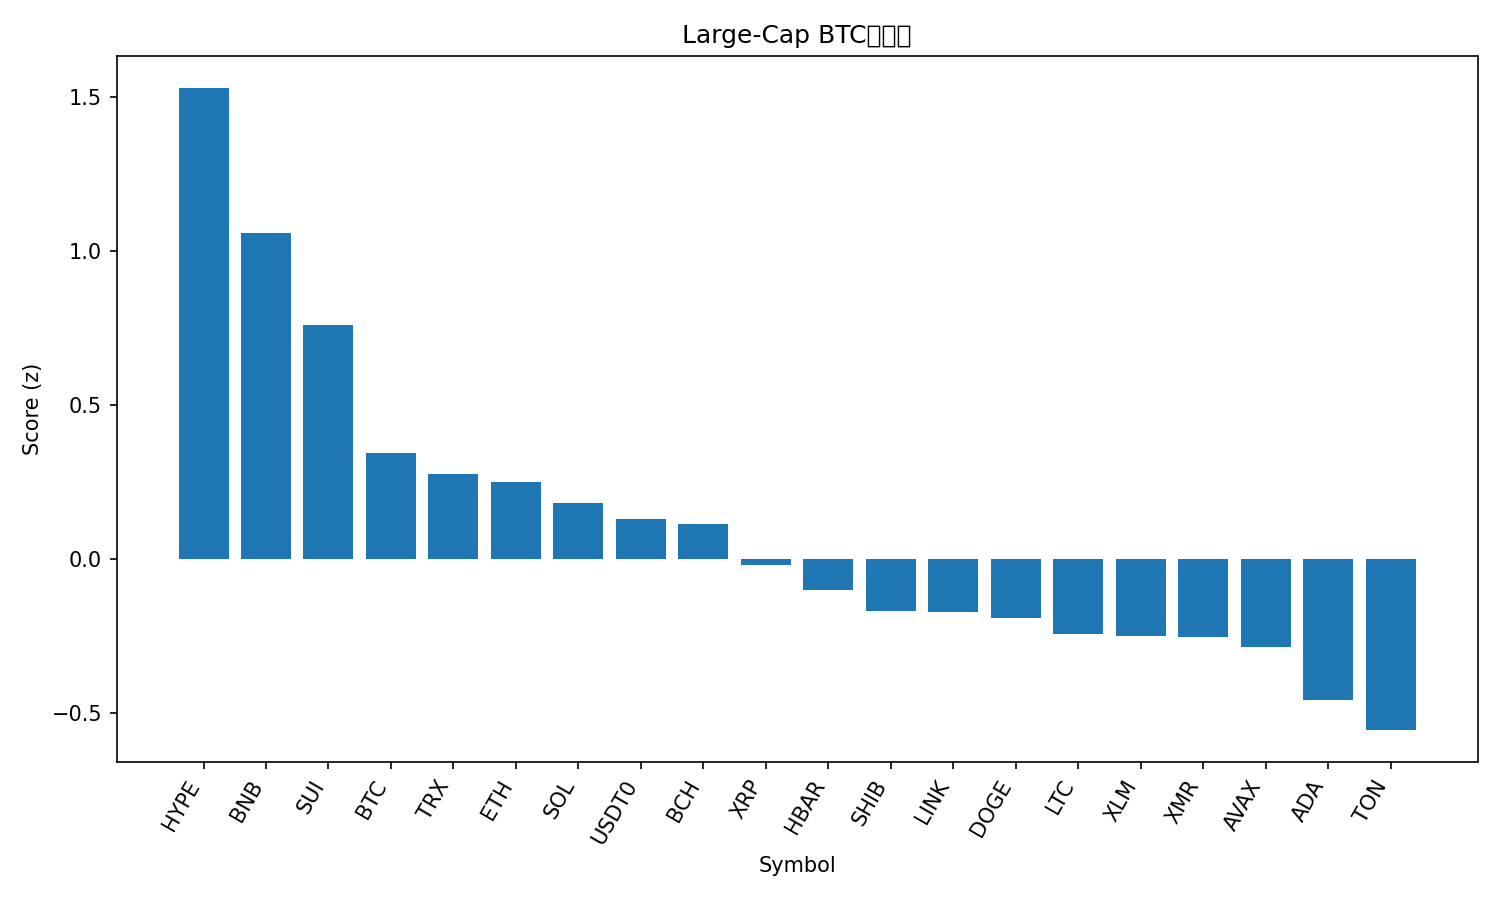 Large-Cap BTC
Score (z)
1.5
1.0
0.5
0.0
−0.5
HYPE
BNB
SUI
BTC
TRX
ETH
SOL
USDT0
BCH
XRP
HBAR
SHIB
LINK
DOGE
LTC
XLM
XMR
AVAX
ADA
TON
Symbol